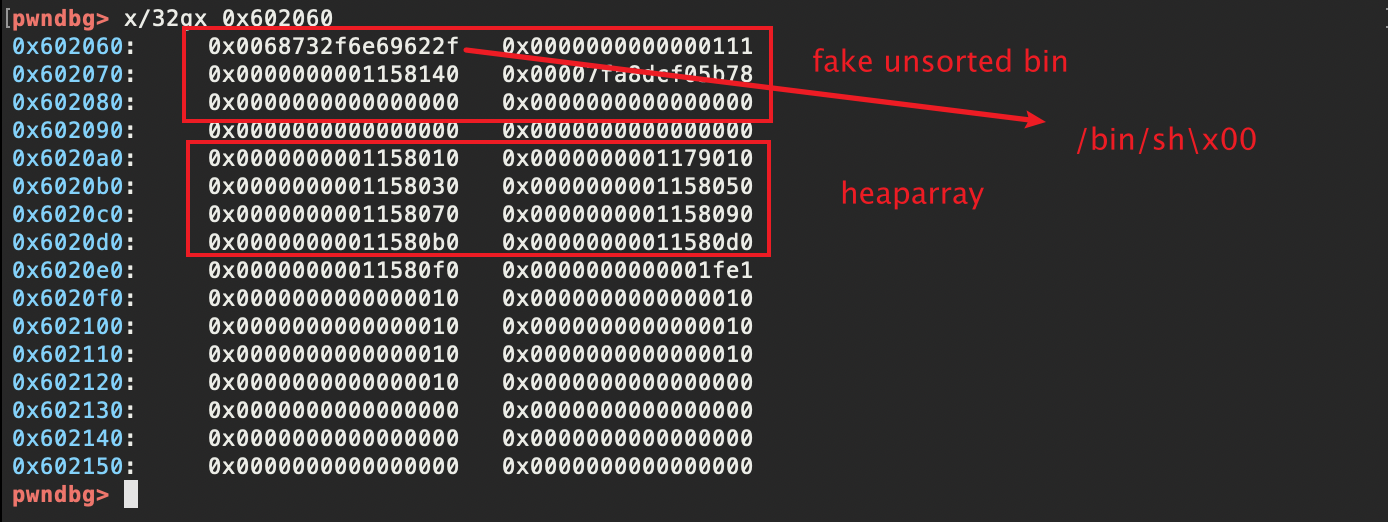 pwndbg> x/32gx 0x602060
0x602060: 0x0068732f6e69622f 0x0000000000000111
fake unsorted bin
0x602070: 0x0000000001158140 0x00007fa8dcf05b78
0x602080: 0x0000000000000000 0x0000000000000000
0x602090: 0x0000000000000000 0x0000000000000000
/bin/sh\x00
0x6020a0: 0x0000000001158010 0x0000000001179010
0x6020b0: 0x0000000001158030 0x0000000001158050
heaparray
0x6020c0: 0x0000000001158070 0x0000000001158090
0x6020d0: 0x00000000011580b0 0x00000000011580d0
0x6020e0: 0x00000000011580f0 0x0000000000001fe1
0x6020f0: 0x0000000000000010 0x0000000000000010
0x602100: 0x0000000000000010 0x0000000000000010
0x602110: 0x0000000000000010 0x0000000000000010
0x602120: 0x0000000000000010 0x0000000000000000
0x602130: 0x0000000000000000 0x0000000000000000
0x602140: 0x0000000000000000 0x0000000000000000
0x602150: 0x0000000000000000 0x0000000000000000
pwndbg>